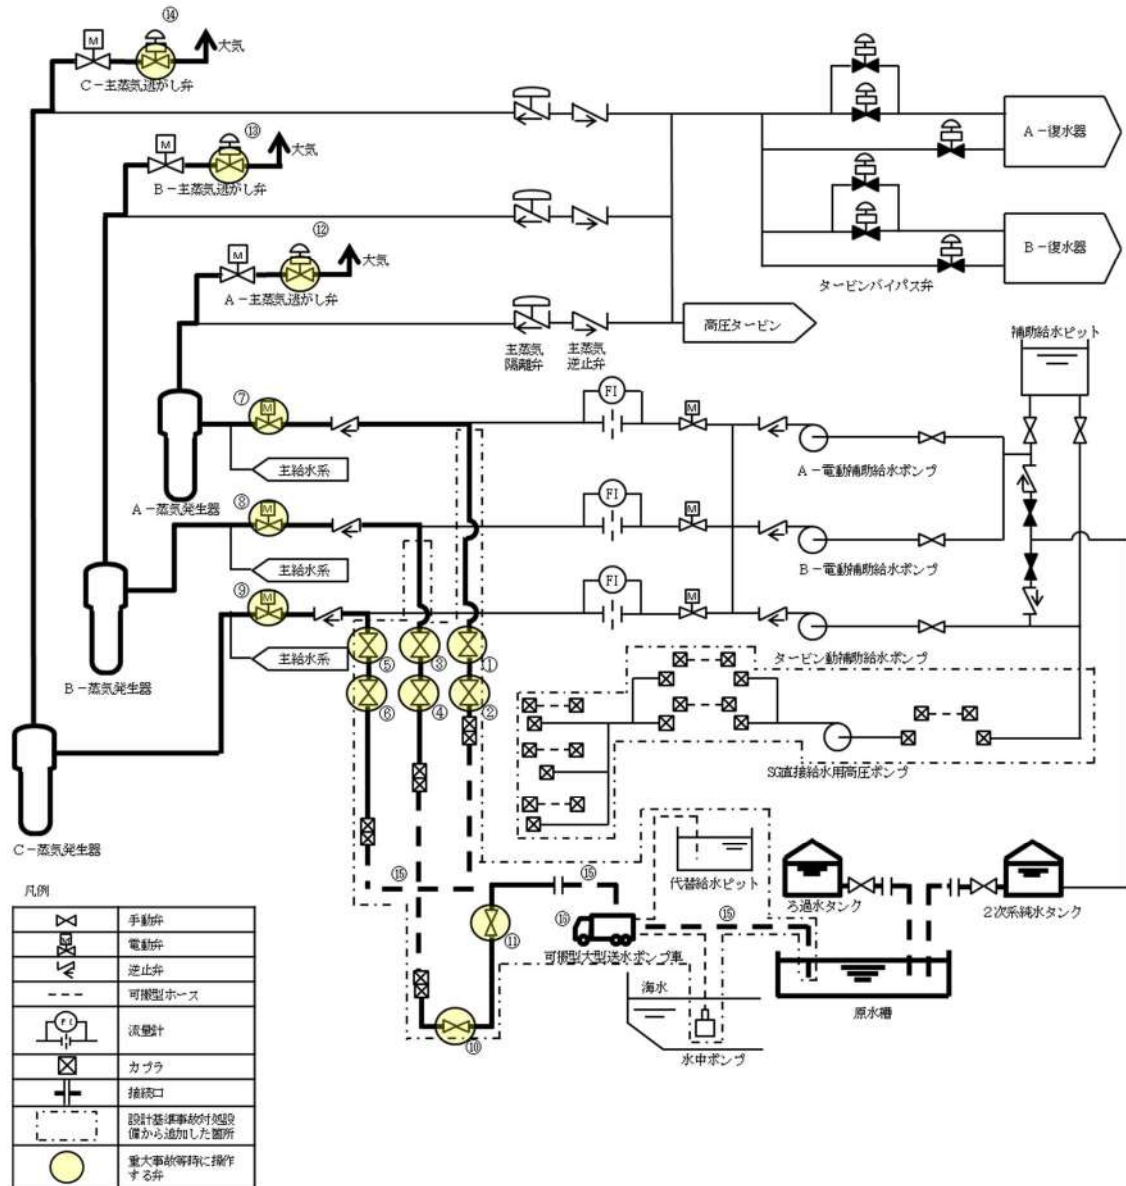 ⑭
M
大気
C-主蒸気逃がし弁
⑬
M
大気
B-主蒸気逃がし弁
⑫
M
大気
A-主蒸気逃がし弁
A-復水器
B-復水器
タービンバイパス弁
高圧タービン
主蒸気
隔離弁
主蒸気
逆止弁
補助給水ピット
⑦
M
FI
M
主給水系
A-電動補助給水ポンプ
A-蒸気発生器
⑧
M
FI
M
主給水系
B-電動補助給水ポンプ
⑨
M
FI
M
主給水系
タービン動補助給水ポンプ
B-蒸気発生器
⑤
③
①
⑥
④
②
SG直接給水用高圧ポンプ
C-蒸気発生器
⑮
⑮
代替給水ピット
⑯
可搬型大型送水ポンプ車
⑮
ろ過水タンク
2次系純水タンク
⑪
海水
原水槽
⑩
水中ポンプ
凡例
手動弁
M
電動弁
逆止弁
可搬型ホース
FI
流量計
カプラ
接続口
設計基準事故対処設
備から追加した箇所
重大事故等時に操作
する弁